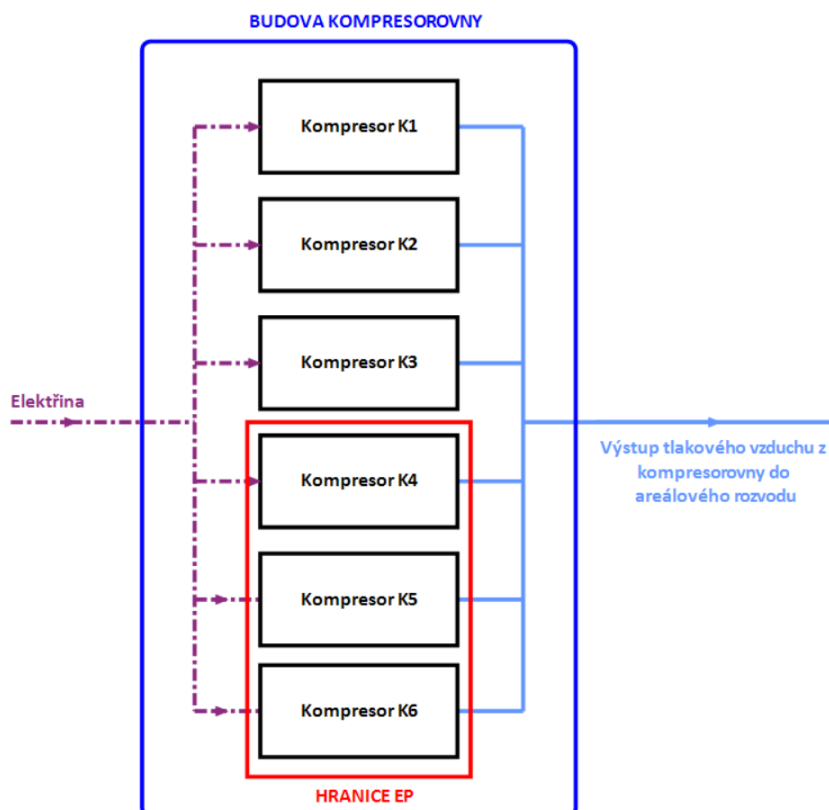 BUDOVA KOMPRESOROVNY
Kompresor K1
Kompresor K2
Kompresor K3
Elektřina
Kompresor K4
Výstup tlakového vzduchu z
kompresorovny do
areálového rozvodu
Kompresor K5
Kompresor K6
HRANICE EP